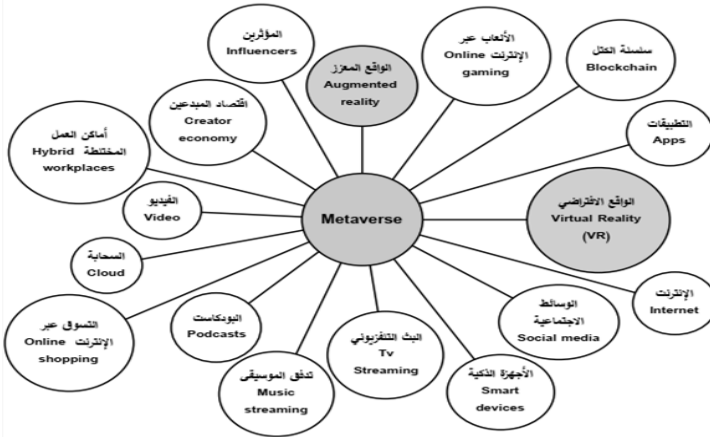 المؤثرين
Influencers
الواقع المعزز
Augmented
reality
الألعاب عبر
الإنترنت Online
gaming
سلسلة الكتل
Blockchain
اقتصاد المبدعين
Creator
economy
التطبيقات
Apps
أماكن العمل
المختلطة Hybrid
workplaces
الفيديو
Video
Metaverse
الواقع الافتراضي
Virtual Reality
(VR)
السحابة
Cloud
الإنترنت
Internet
التسوق عبر
الإنترنت Online
shopping
البودكاست
Podcasts
الوسائط
الاجتماعية
Social media
البث التلفزيوني
Tv
Streaming
تدفق الموسيقى
Music
streaming
الأجهزة الذكية
Smart
devices